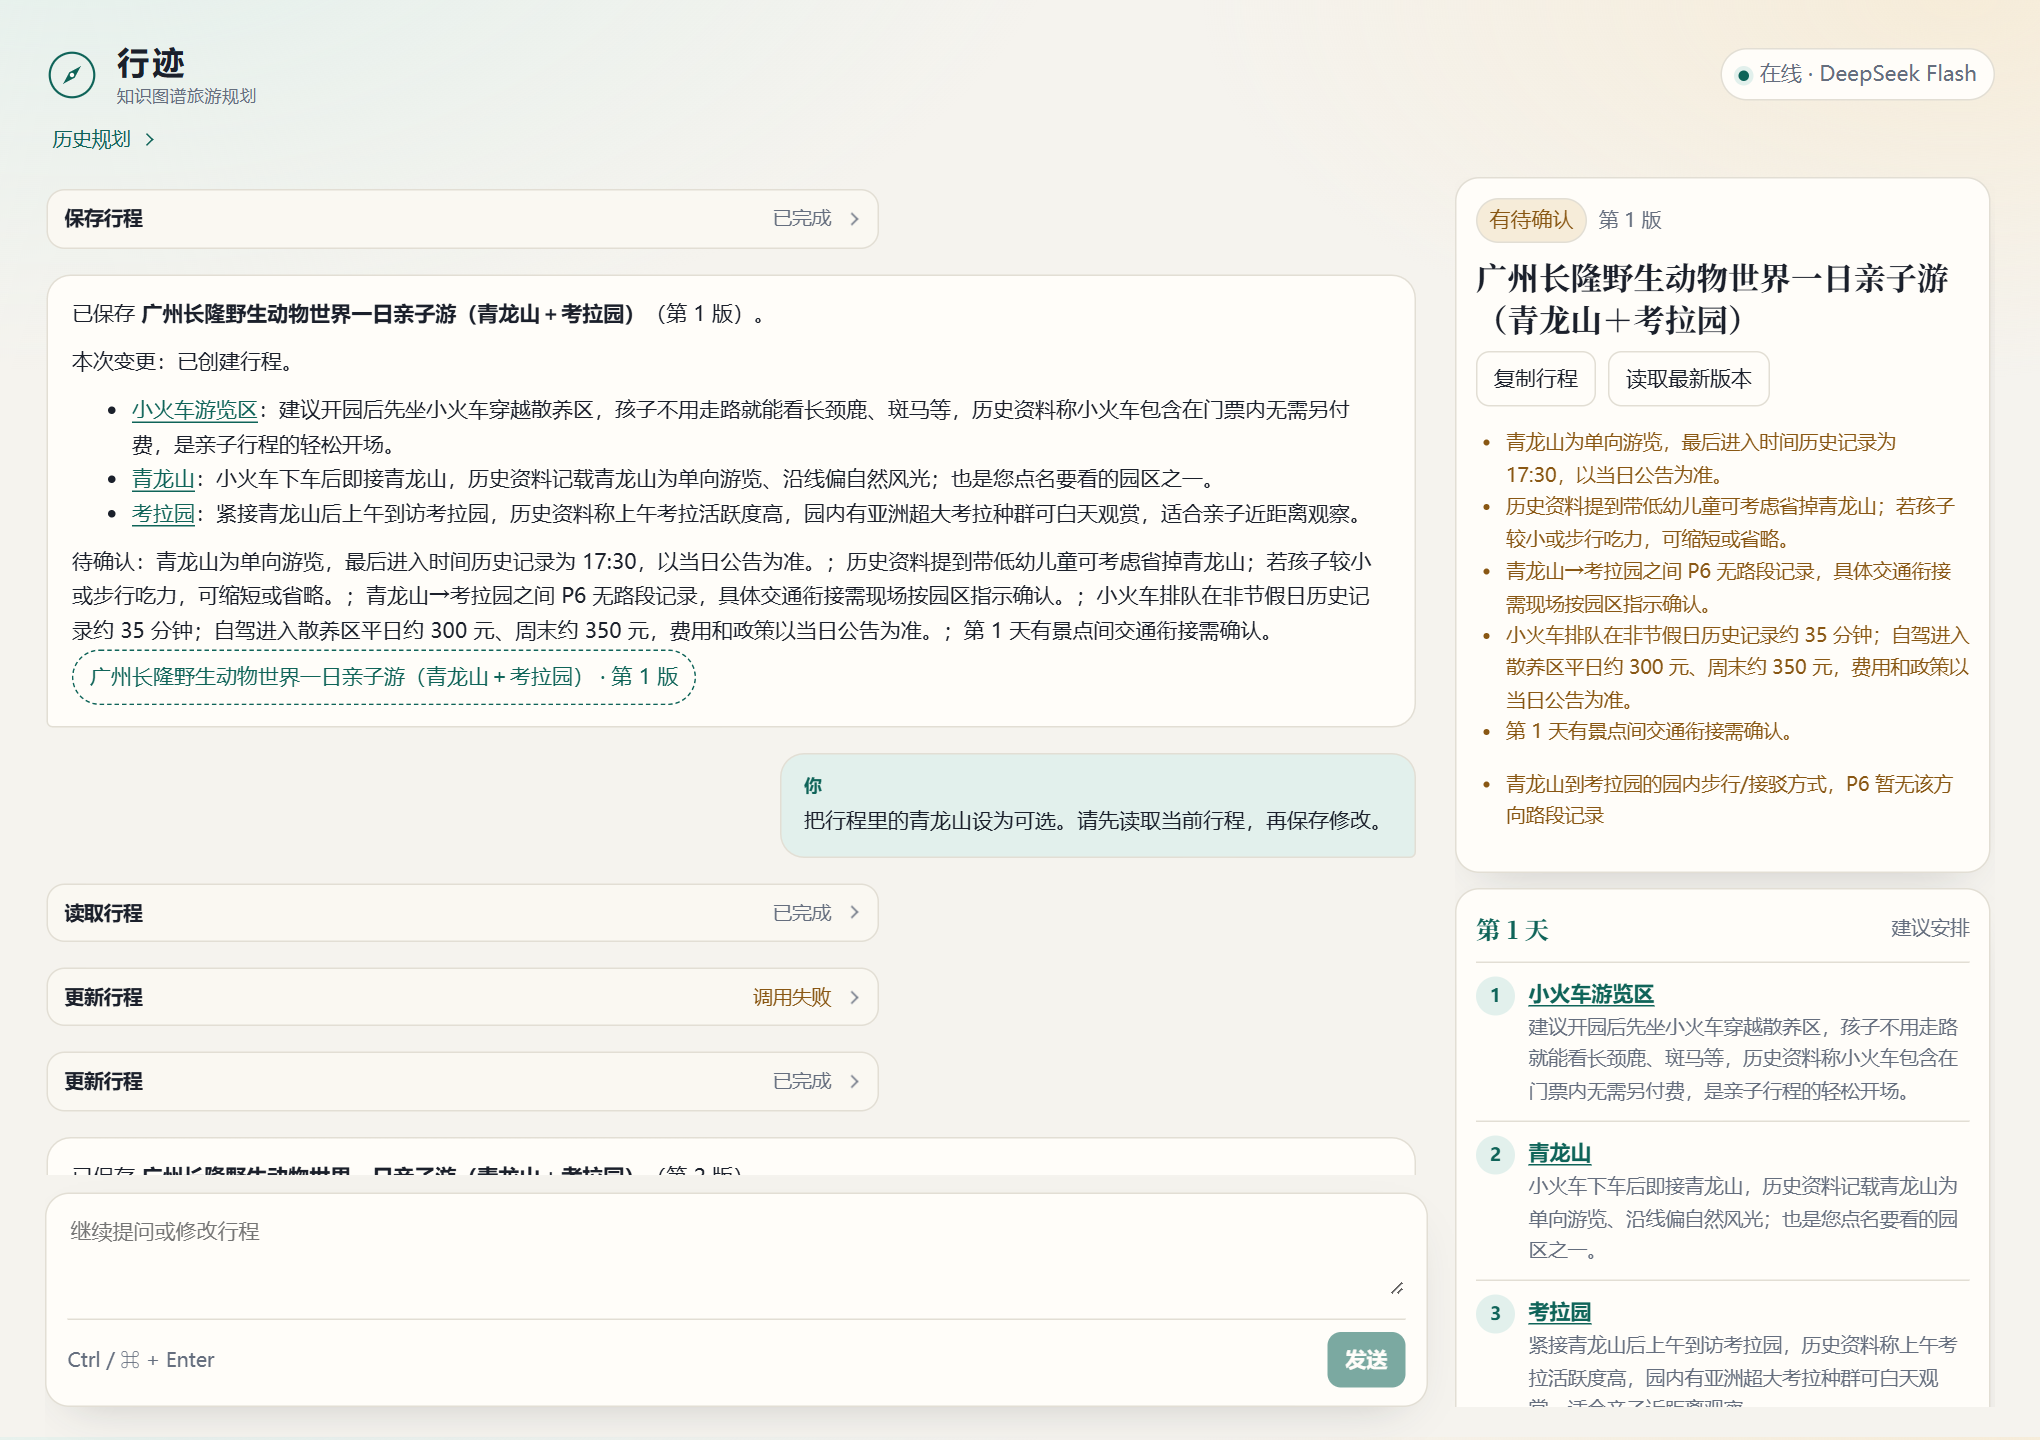 行迹
知识图谱旅游规划
在线 · DeepSeek Flash
历史规划
保存行程
已完成
已保存 广州长隆野生动物世界一日亲子游（青龙山＋考拉园）（第 1 版）。
本次变更：已创建行程。
小火车游览区：建议开园后先坐小火车穿越散养区，孩子不用走路就能看长颈鹿、斑马等，历史资料称小火车包含在门票内无需另付
费，是亲子行程的轻松开场。
青龙山：小火车下车后即接青龙山，历史资料记载青龙山为单向游览、沿线偏自然风光；也是您点名要看的园区之一。
考拉园：紧接青龙山后上午到访考拉园，历史资料称上午考拉活跃度高，园内有亚洲超大考拉种群可白天观赏，适合亲子近距离观察。
待确认：青龙山为单向游览，最后进入时间历史记录为 17:30，以当日公告为准。；历史资料提到带低幼儿童可考虑省掉青龙山；若孩子较小
或步行吃力，可缩短或省略。；青龙山→考拉园之间 P6 无路段记录，具体交通衔接需现场按园区指示确认。；小火车排队在非节假日历史记
录约 35 分钟；自驾进入散养区平日约 300 元、周末约 350 元，费用和政策以当日公告为准。；第 1 天有景点间交通衔接需确认。
广州长隆野生动物世界一日亲子游（青龙山＋考拉园） · 第 1 版
你
把行程里的青龙山设为可选。请先读取当前行程，再保存修改。
读取行程
已完成
更新行程
调用失败
更新行程
已完成
已保存 广州长隆野生动物世界一日亲子游（青龙山＋考拉园）（第 2 版）
继续提问或修改行程
Ctrl / ⌘ + Enter
发送
有待确认
第 1 版
广州长隆野生动物世界一日亲子游
（青龙山＋考拉园）
复制行程
读取最新版本
青龙山为单向游览，最后进入时间历史记录为
17:30，以当日公告为准。
历史资料提到带低幼儿童可考虑省掉青龙山；若孩子
较小或步行吃力，可缩短或省略。
青龙山→考拉园之间 P6 无路段记录，具体交通衔接
需现场按园区指示确认。
小火车排队在非节假日历史记录约 35 分钟；自驾进入
散养区平日约 300 元、周末约 350 元，费用和政策以
当日公告为准。
第 1 天有景点间交通衔接需确认。
青龙山到考拉园的园内步行/接驳方式，P6 暂无该方
向路段记录
第 1 天
建议安排
1
小火车游览区
建议开园后先坐小火车穿越散养区，孩子不用走路
就能看长颈鹿、斑马等，历史资料称小火车包含在
门票内无需另付费，是亲子行程的轻松开场。
2
青龙山
小火车下车后即接青龙山，历史资料记载青龙山为
单向游览、沿线偏自然风光；也是您点名要看的园
区之一。
3
考拉园
紧接青龙山后上午到访考拉园，历史资料称上午考
拉活跃度高，园内有亚洲超大考拉种群可白天观
赏，适合亲子近距离观察